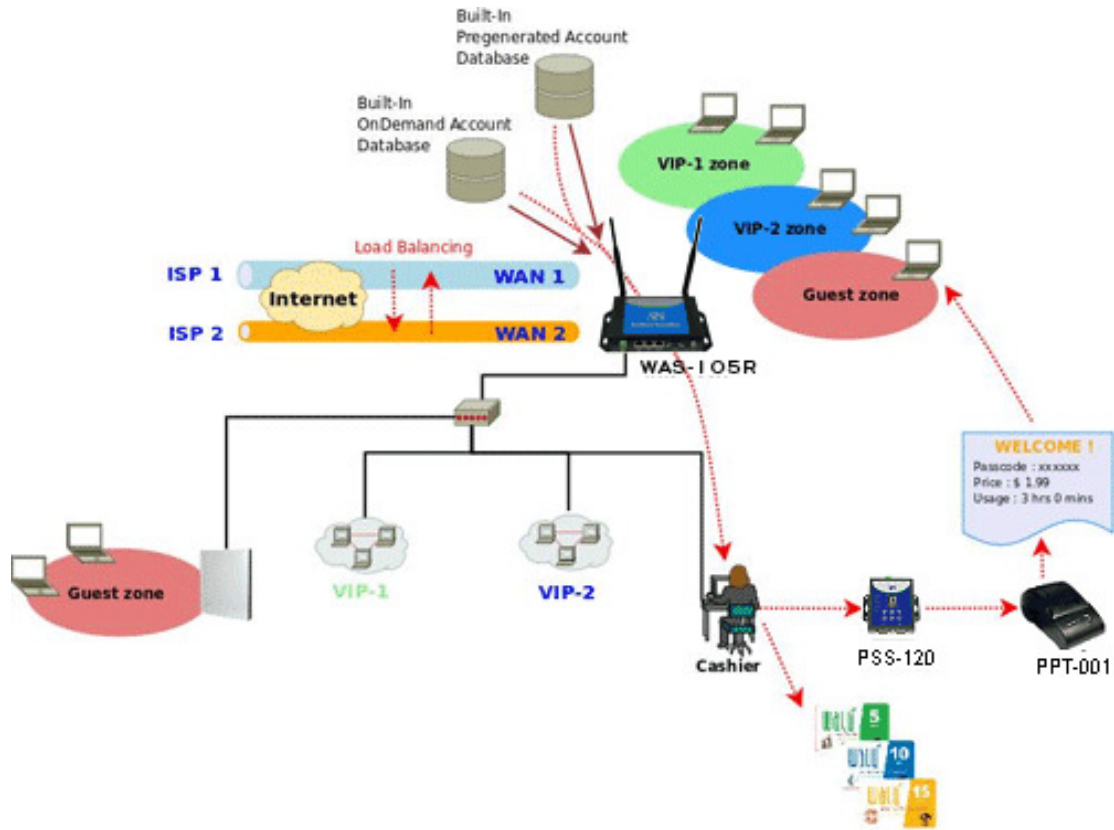 Built-In
Pregenerated Account
Database
Built-In
OnDemand Account
Database
VIP-1 zone
VIP-2 zone
Guest zone
Load Balancing
ISP 1
Internet
WAN 1
ISP 2
WAN 2
WAS-105R
WELCOME !
Passcode : xxxxxx
Price : $ 1.99
Usage : 3 hrs 0 mins
Guest zone
VIP-1
VIP-2
Cashier
PSS-120
PPT-001
5
10
15